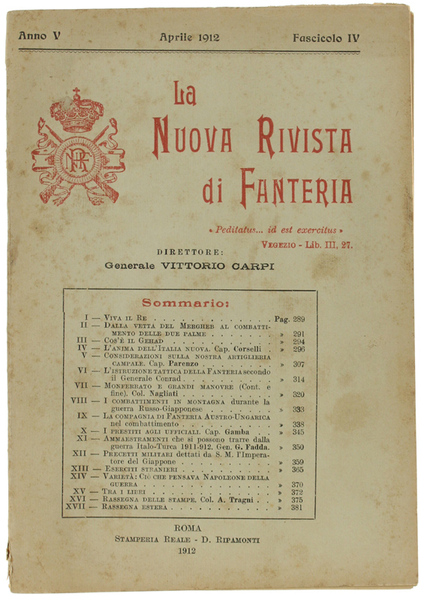 Anno V Aprile 1912 Fascicolo IV
La
NUOVA RIVISTA
di FANTERIA
« Peditatus... id est exercitus »
VEGEZIO - Lib. III, 27.
DIRETTORE:
Generale VITTORIO CARPI
Sommario:
I — VIVA IL RE . . . Pag. 289
II — DALLA VETTA DEL MERGHEB AL COMBATTI-
MENTO DELLE DUE PALME . . . » 291
III — COS'È IL GEHAD . . . » 294
IV — L'ANIMA DELL'ITALIA NUOVA. Cap. Corselli . » 296
V — CONSIDERAZIONI SULLA NOSTRA ARTIGLIERIA
CAMPALE. Cap. Parenzo . . . » 307
VI — L'ISTRUZIONE TATTICA DELLA FANTERIA secondo
il Generale Conrad . . . » 314
VII — MONFERRATO E GRANDI MANOVRE (Cont. e
fine). Col. Nagliati . . . » 320
VIII — I COMBATTIMENTI IN MONTAGNA durante la
guerra Russo-Giapponese . . . » 333
IX — LA COMPAGNIA DI FANTERIA AUSTRO-UNGARICA
nel combattimento . . . » 338
X — I PRESTITI AGLI UFFICIALI. Cap. Gamba . » 345
XI — AMMAESTRAMENTI che si possono trarre dalla
guerra Italo-Turca 1911-912. Gen. G. Fadda . » 350
XII — PRECETTI MILITARI dettati da S. M. l'Impera-
tore del Giappone . . . » 359
XIII — ESERCITI STRANIERI . . . » 365
XIV — VARIETÀ: CIÒ CHE PENSAVA NAPOLEONE DELLA
GUERRA . . . » 370
XV — TRA I LIBRI . . . » 372
XVI — RASSEGNA DELLE STAMPE. Col. A. Tragni . » 375
XVII — RASSEGNA ESTERA . . . » 381
ROMA
STAMPERIA REALE - D. RIPAMONTI
1912